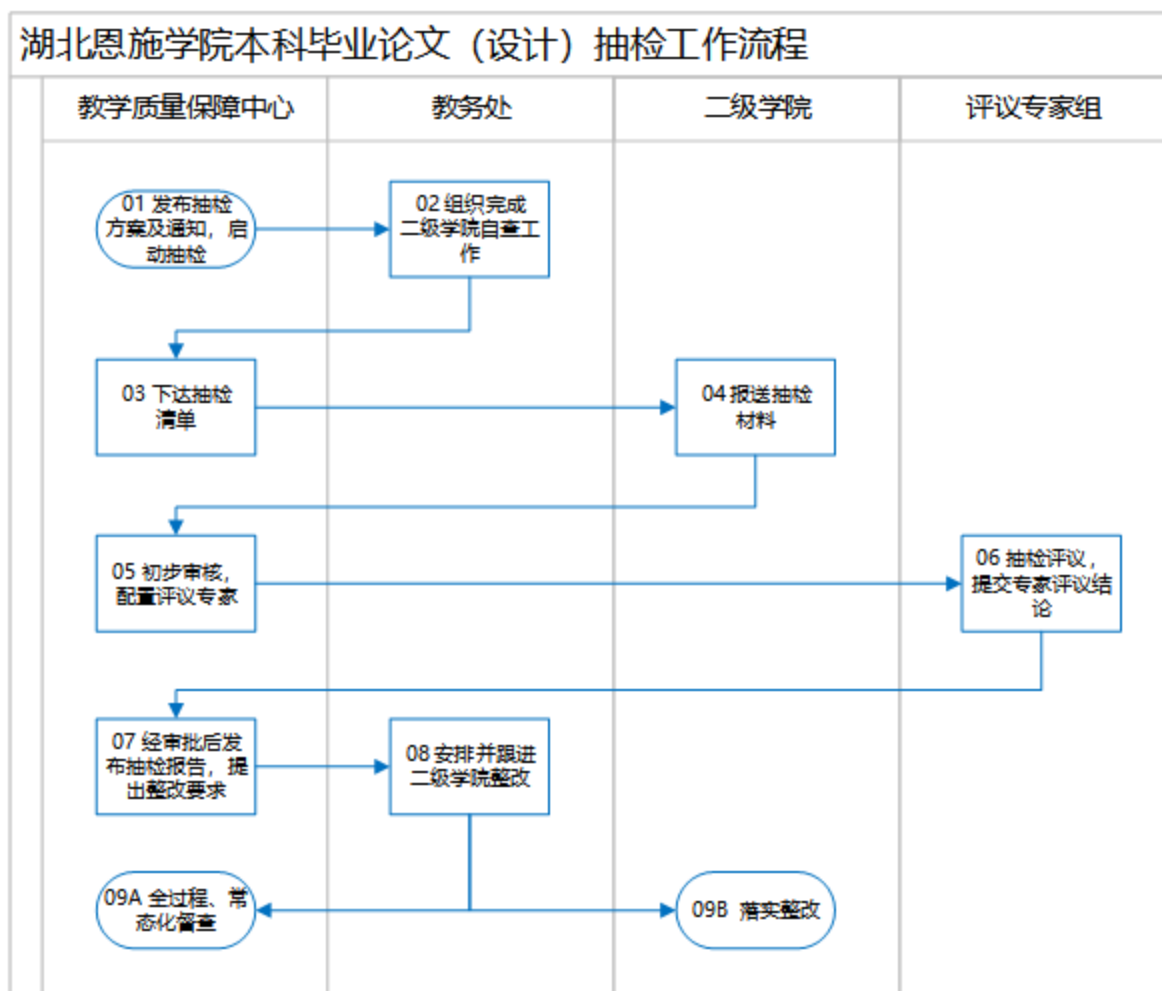 湖北恩施学院本科毕业论文（设计）抽检工作流程
教学质量保障中心
教务处
二级学院
评议专家组
01 发布抽检
方案及通知，启
动抽检
02 组织完成
二级学院自查工
作
03 下达抽检
清单
04 报送抽检
材料
05 初步审核，
配置评议专家
06 抽检评议，
提交专家评议结
论
07 经审批后发
布抽检报告，提
出整改要求
08 安排并跟进
二级学院整改
09A 全过程、常
态化督查
09B 落实整改